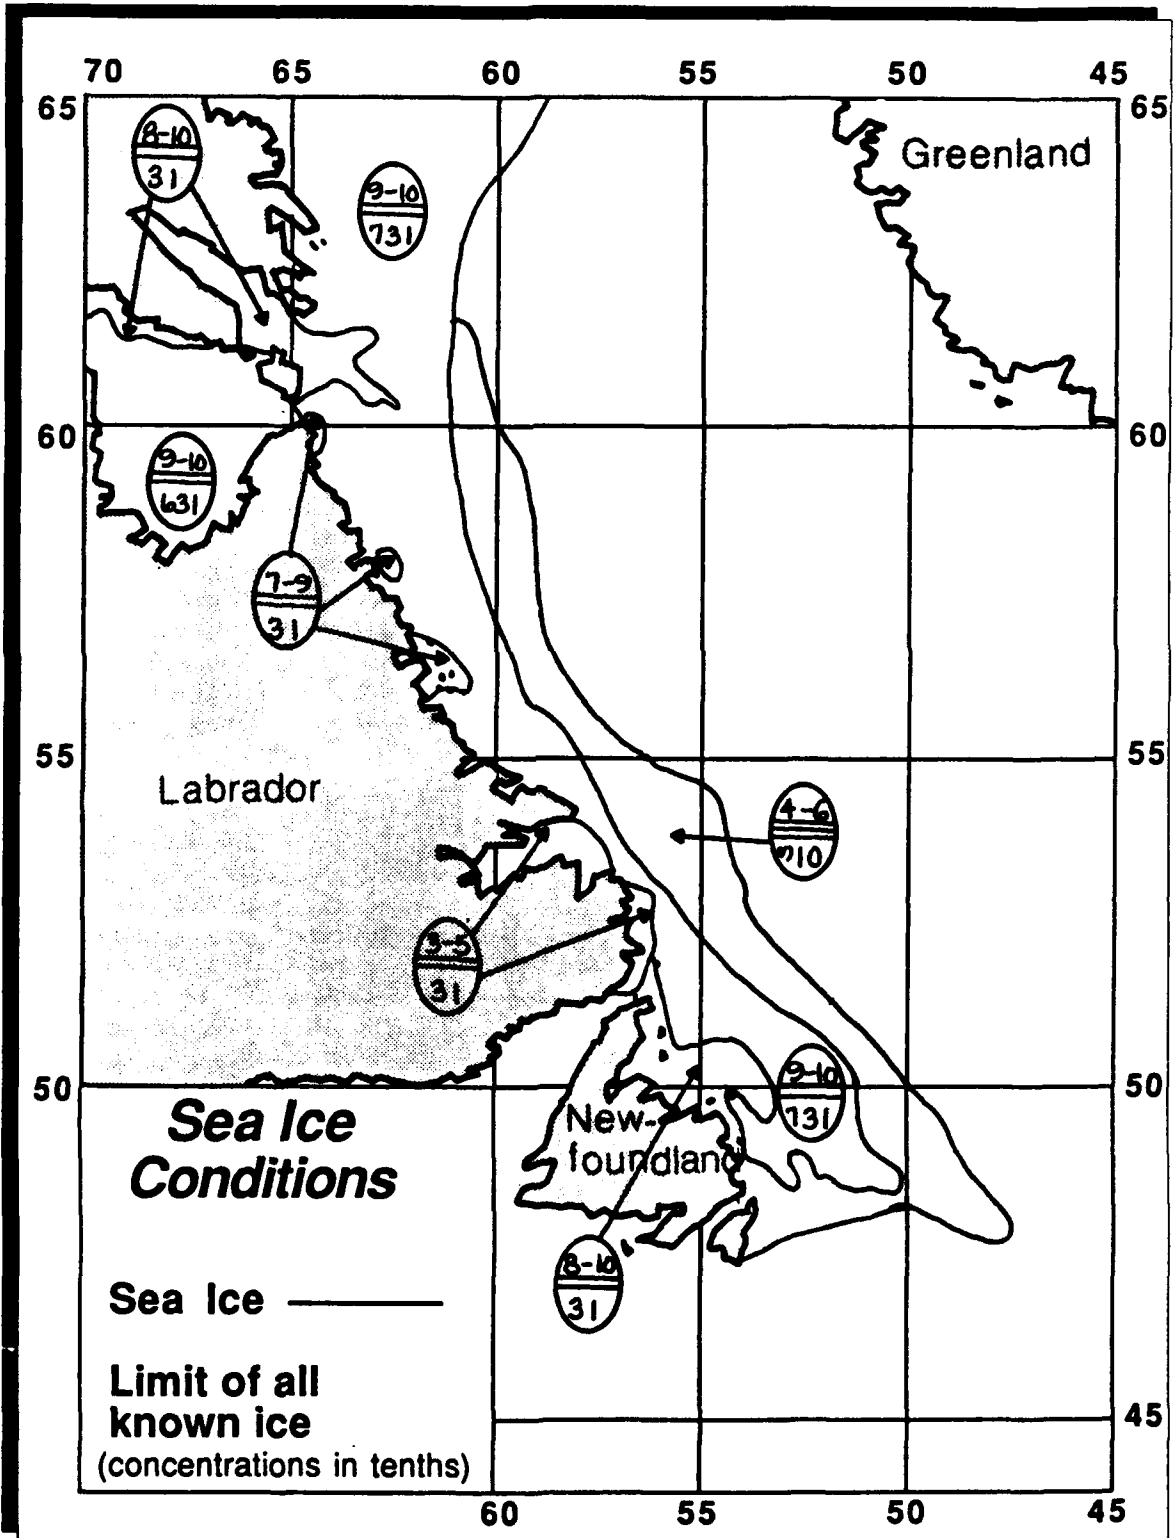 70 65 60 55 50 45
65 65
8-10
31
Greenland
9-10
731
60 60
9-10
631
7-9
31
55 55
Labrador
4-6
710
3-5
31
50 50
9-10
731
Sea Ice
Conditions
New-
foundland
8-10
31
Sea Ice
Limit of all
known ice
(concentrations in tenths)
45
60 55 50 45